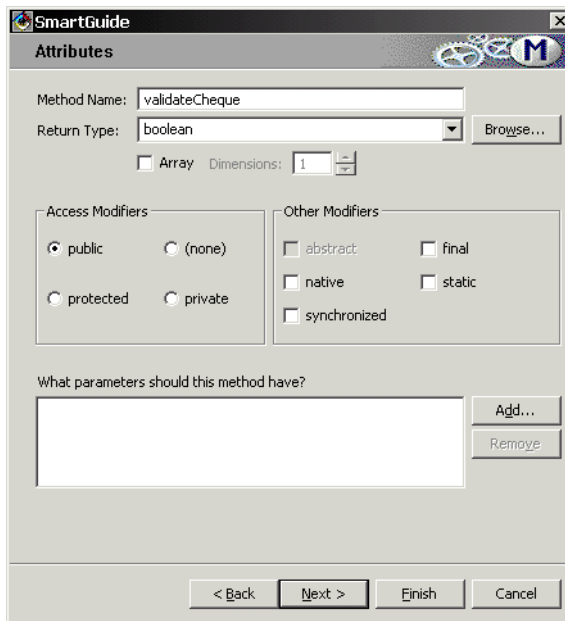 SmartGuide
Attributes
M
Method Name: validateCheque
Return Type: boolean Browse...
Array Dimensions: 1
Access Modifiers Other Modifiers
public (none) abstract final
native static
protected private
synchronized
What parameters should this method have?
Add...
Remove
< Back Next > Finish Cancel